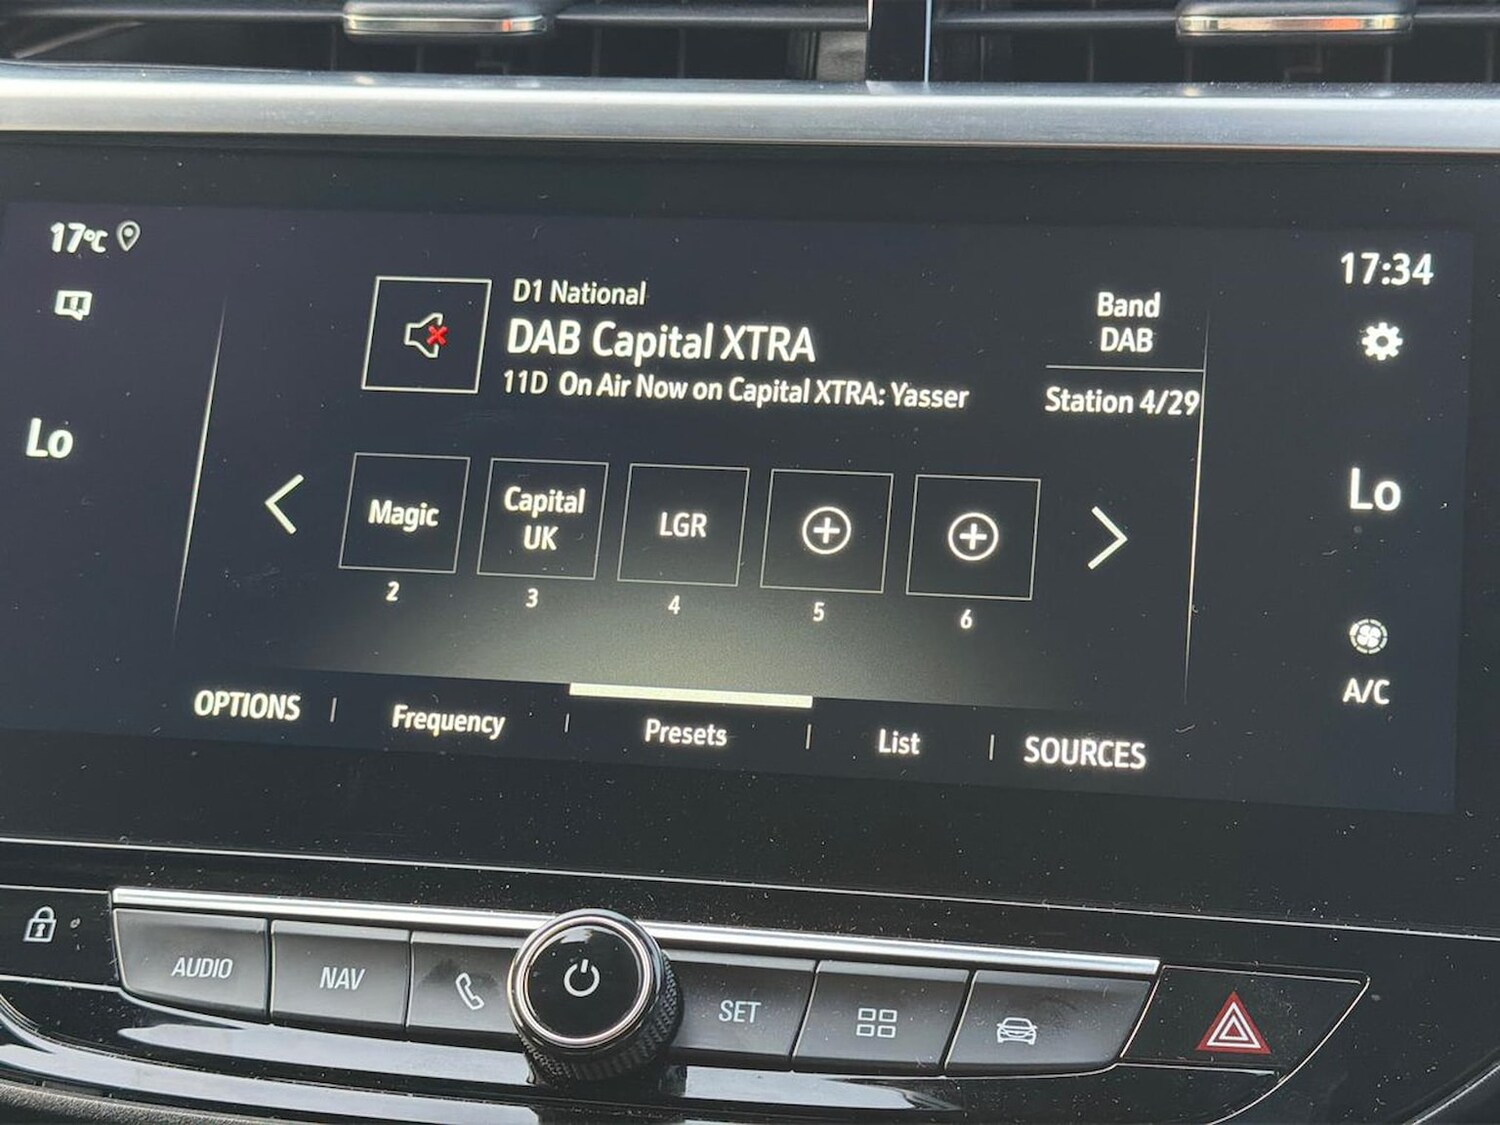 17°C
17:34
D1 National
DAB Capital XTRA
11D On Air Now on Capital XTRA: Yasser
Band
DAB
Station 4/29
Lo
Lo
Magic
Capital
UK
LGR
2
3
4
5
6
A/C
OPTIONS
Frequency
Presets
List
SOURCES
AUDIO
NAV
SET